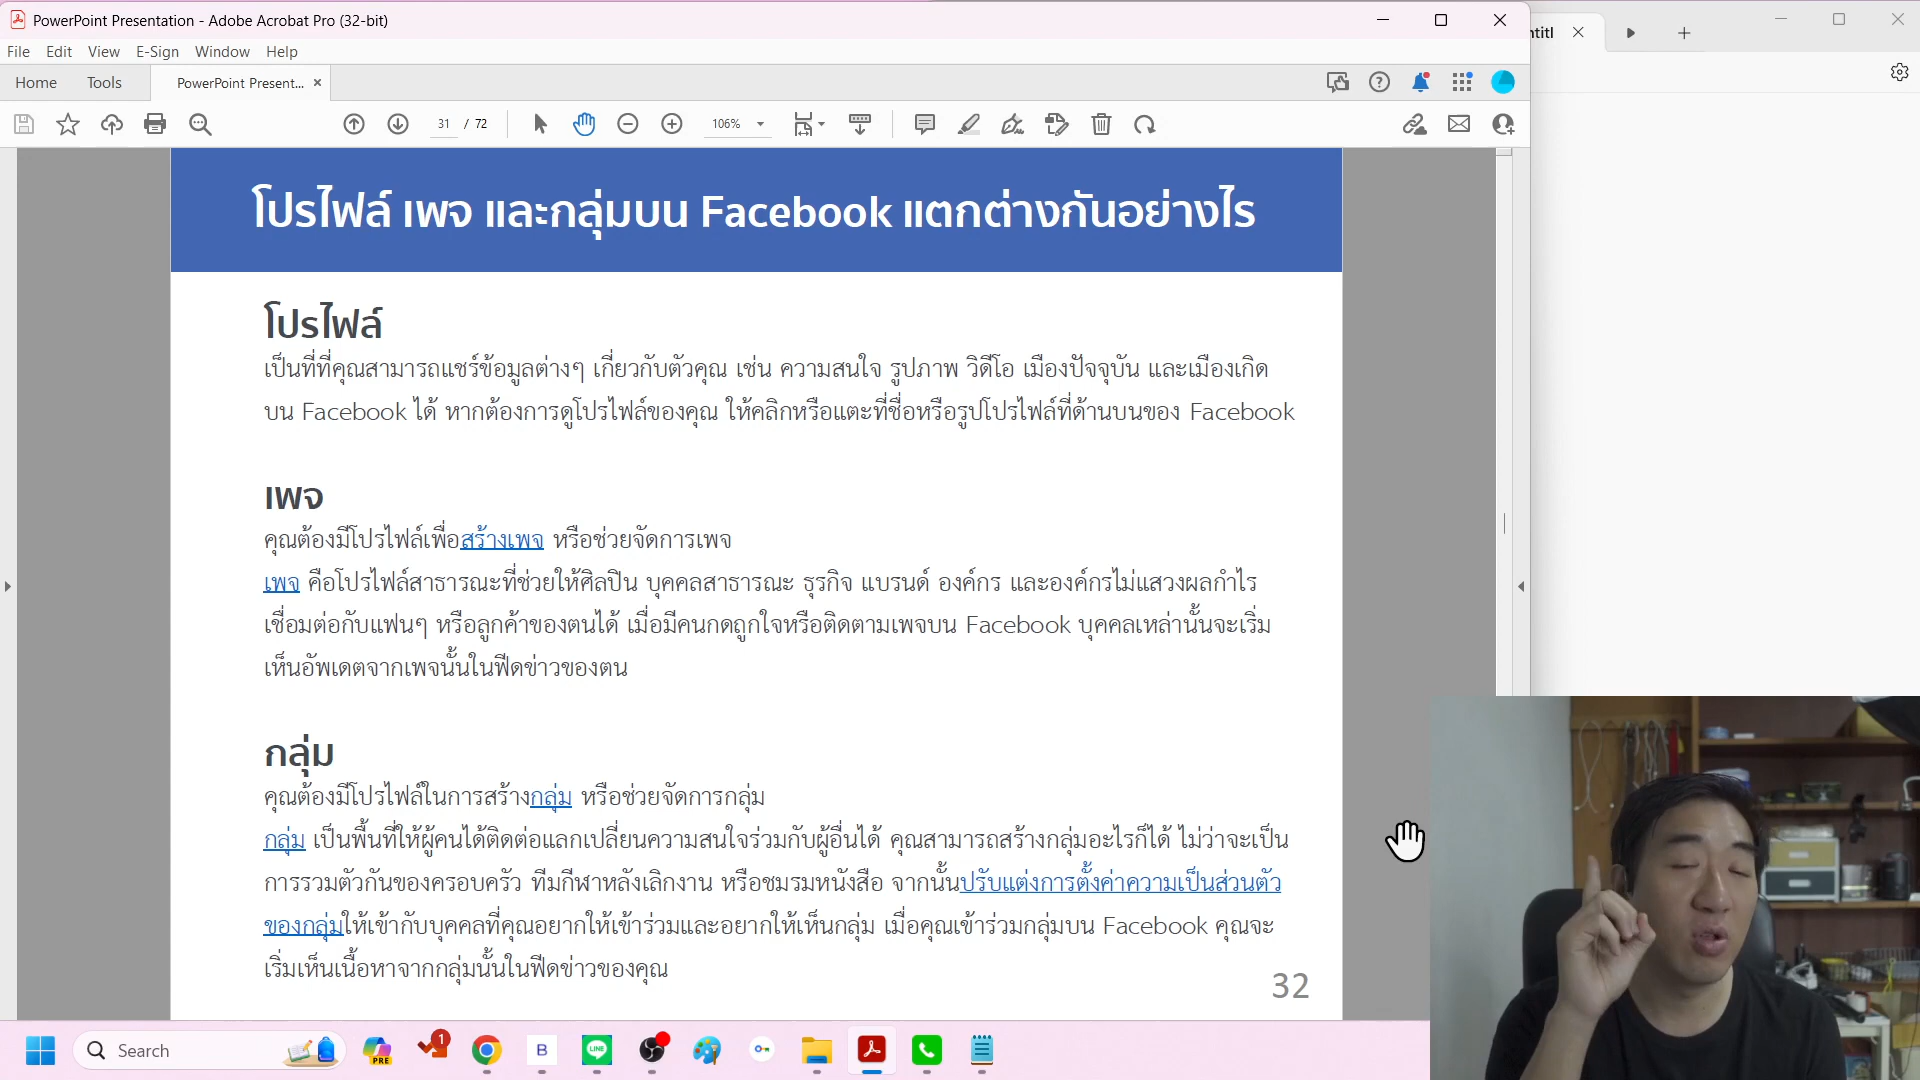 PowerPoint Presentation - Adobe Acrobat Pro (32-bit)
ntitl
File Edit View E-Sign Window Help
Home Tools PowerPoint Present...
31 / 72 106%
โปรไฟล์ เพจ และกลุ่มบน Facebook แตกต่างกันอย่างไร
โปรไฟล์
เป็นที่ที่คุณสามารถแชร์ข้อมูลต่างๆ เกี่ยวกับตัวคุณ เช่น ความสนใจ รูปภาพ วิดีโอ เมืองปัจจุบัน และเมืองเกิด
บน Facebook ได้ หากต้องการดูโปรไฟล์ของคุณ ให้คลิกหรือแตะที่ชื่อหรือรูปโปรไฟล์ที่ด้านบนของ Facebook
เพจ
คุณต้องมีโปรไฟล์เพื่อสร้างเพจ หรือช่วยจัดการเพจ
เพจ คือโปรไฟล์สาธารณะที่ช่วยให้ศิลปิน บุคคลสาธารณะ ธุรกิจ แบรนด์ องค์กร และองค์กรไม่แสวงผลกำไร
เชื่อมต่อกับแฟนๆ หรือลูกค้าของตนได้ เมื่อมีคนกดถูกใจหรือติดตามเพจบน Facebook บุคคลเหล่านั้นจะเริ่ม
เห็นอัพเดตจากเพจนั้นในฟีดข่าวของตน
กลุ่ม
คุณต้องมีโปรไฟล์ในการสร้างกลุ่ม หรือช่วยจัดการกลุ่ม
กลุ่ม เป็นพื้นที่ให้ผู้คนได้ติดต่อแลกเปลี่ยนความสนใจร่วมกับผู้อื่นได้ คุณสามารถสร้างกลุ่มอะไรก็ได้ ไม่ว่าจะเป็น
การรวมตัวกันของครอบครัว ทีมกีฬาหลังเลิกงาน หรือชมรมหนังสือ จากนั้นปรับแต่งการตั้งค่าความเป็นส่วนตัว
ของกลุ่มให้เข้ากับบุคคลที่คุณอยากให้เข้าร่วมและอยากให้เห็นกลุ่ม เมื่อคุณเข้าร่วมกลุ่มบน Facebook คุณจะ
เริ่มเห็นเนื้อหาจากกลุ่มนั้นในฟีดข่าวของคุณ
32
Search PRE 1 B LINE